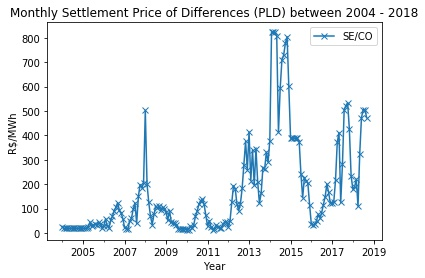 Monthly Settlement Price of Differences (PLD) between 2004 - 2018
SE/CO
800
700
600
500
400
300
200
100
0
R$/MWh
2005 2007 2009 2011 2013 2015 2017 2019
Year